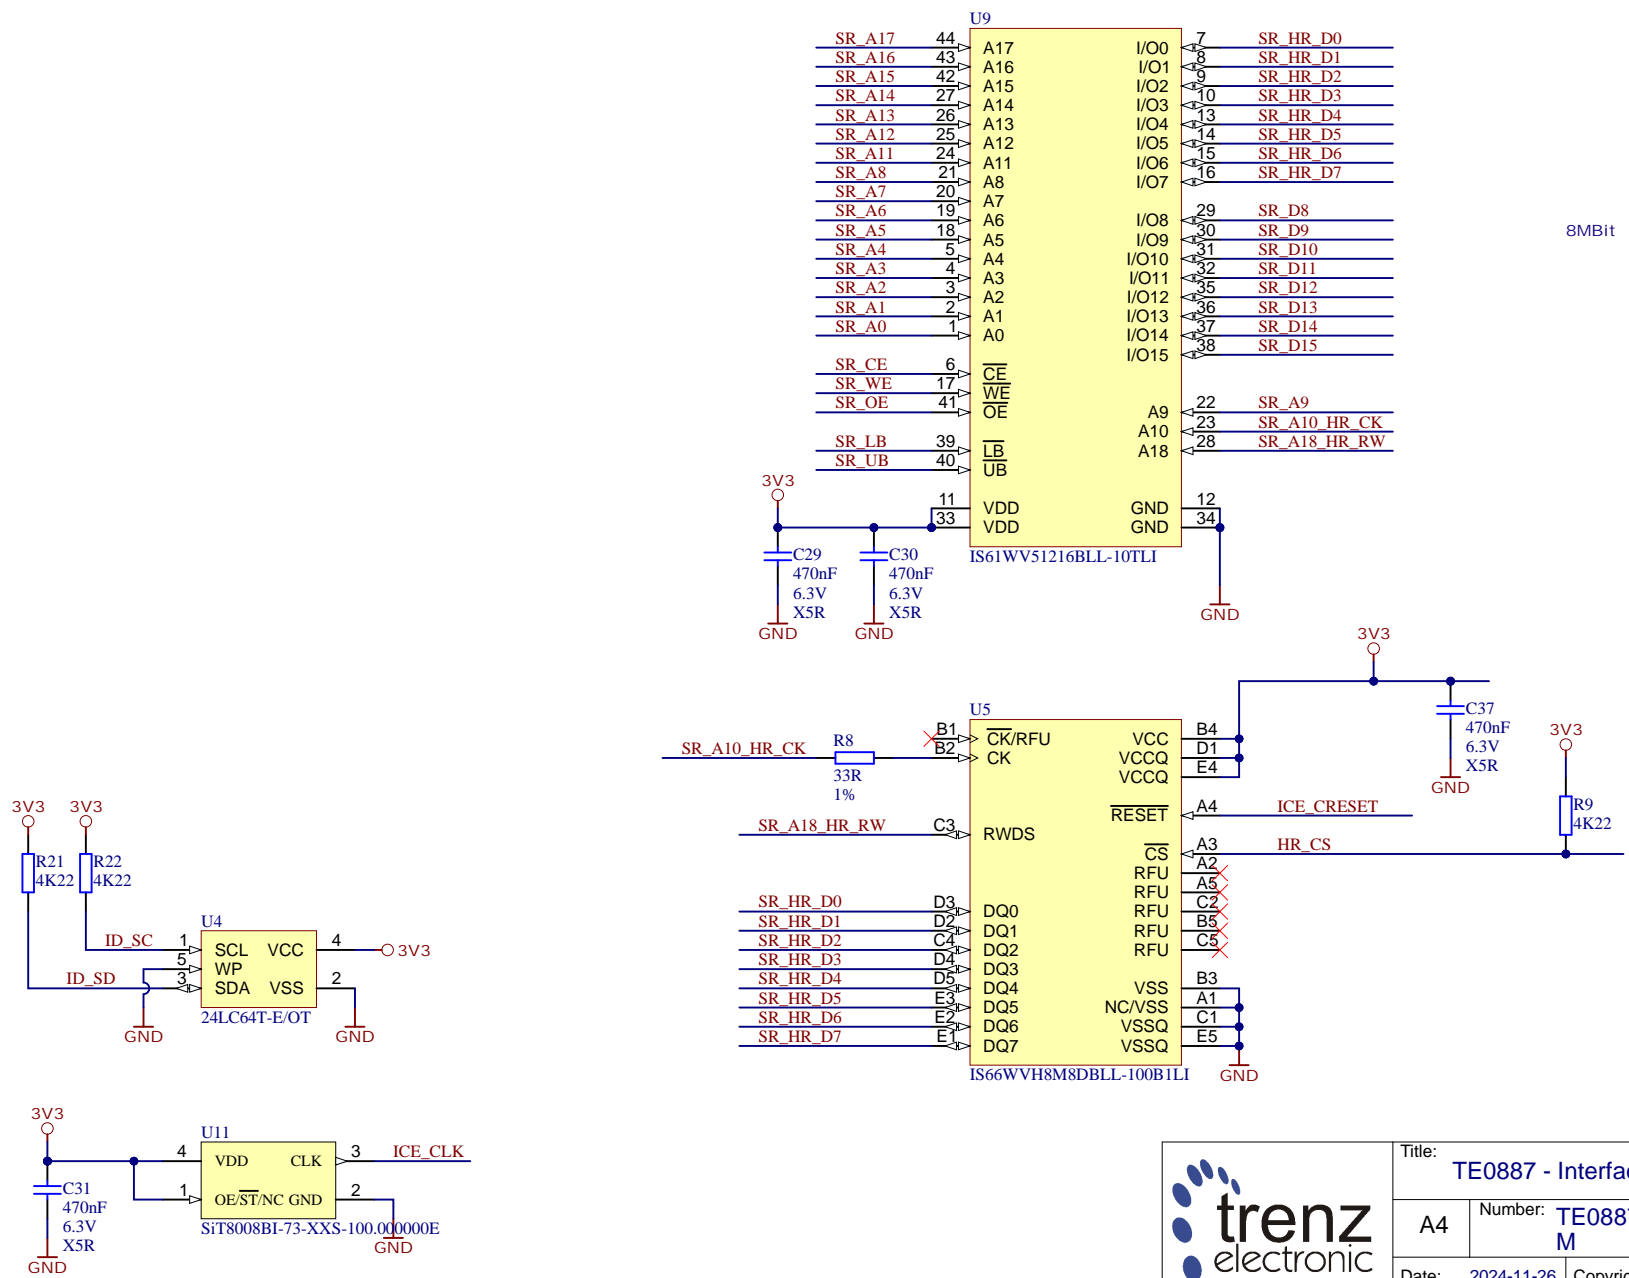 U9
SR_A17 44 A17 I/O0 7 SR_HR_D0
SR_A16 43 A16 I/O1 8 SR_HR_D1
SR_A15 42 A15 I/O2 9 SR_HR_D2
SR_A14 27 A14 I/O3 10 SR_HR_D3
SR_A13 26 A13 I/O4 13 SR_HR_D4
SR_A12 25 A12 I/O5 14 SR_HR_D5
SR_A11 24 A11 I/O6 15 SR_HR_D6
SR_A8 21 A8 I/O7 16 SR_HR_D7
SR_A7 20 A7
SR_A6 19 A6 I/O8 29 SR_D8
SR_A5 18 A5 I/O9 30 SR_D9
8MBit
SR_A4 5 A4 I/O10 31 SR_D10
SR_A3 4 A3 I/O11 32 SR_D11
SR_A2 3 A2 I/O12 35 SR_D12
SR_A1 2 A1 I/O13 36 SR_D13
SR_A0 1 A0 I/O14 37 SR_D14
I/O15 38 SR_D15
SR_CE 6 CE
SR_WE 17 WE
SR_OE 41 OE A9 22 SR_A9
A10 23 SR_A10_HR_CK
SR_LB 39 LB A18 28 SR_A18_HR_RW
SR_UB 40 UB
3V3
11 VDD GND 12
33 VDD GND 34
IS61WV51216BLL-10TLI
C29 C30
470nF 470nF
6.3V 6.3V
X5R X5R
GND GND GND
3V3
U5
C37
470nF
6.3V
X5R
GND
3V3
R9
4K22
B1 CK/RFU VCC B4
SR_A10_HR_CK R8 B2 CK VCCQ D1
33R VCCQ E4
1%
RESET A4 ICE_CRESET
SR_A18_HR_RW C3 RWDS
CS A3 HR_CS
RFU A2
RFU A5
SR_HR_D0 D3 DQ0 RFU C2
SR_HR_D1 D2 DQ1 RFU B5
SR_HR_D2 C4 DQ2 RFU C5
SR_HR_D3 D4 DQ3
SR_HR_D4 D5 DQ4 VSS B3
SR_HR_D5 E3 DQ5 NC/VSS A1
SR_HR_D6 E2 DQ6 VSSQ C1
SR_HR_D7 E1 DQ7 VSSQ E5
IS66WVH8M8DBLL-100B1LI
GND
3V3 3V3
R21 R22
4K22 4K22
U4
ID_SC 1 SCL VCC 4 3V3
5 WP
ID_SD 3 SDA VSS 2
24LC64T-E/OT
GND GND
3V3
U11
4 VDD CLK 3 ICE_CLK
1 OE/ST/NC GND 2
SiT8008BI-73-XXS-100.000000E
C31
470nF
6.3V
X5R
GND GND
trenz
electronic
Title:
TE0887 - Interfac
A4 Number: TE088
M
Date: 2024-11-26 Copyri